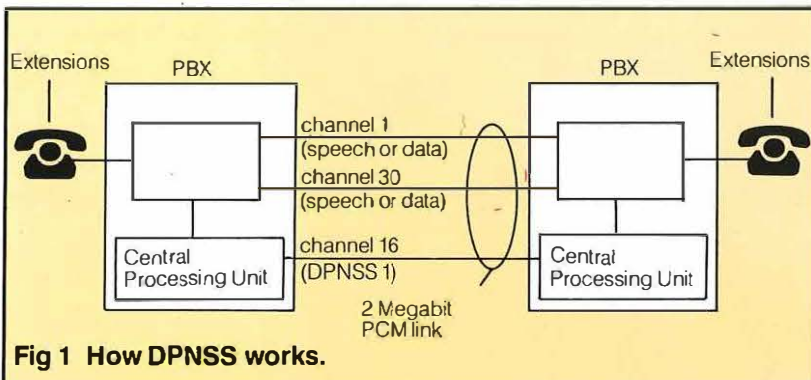 Extensions
PBX
PBX
Extensions
channel 1
(speech or data)
channel 30
(speech or data)
channel 16
(DPNSS 1)
Central
Processing Unit
Central
Processing Unit
2 Megabit
PCM link
Fig 1 How DPNSS works.